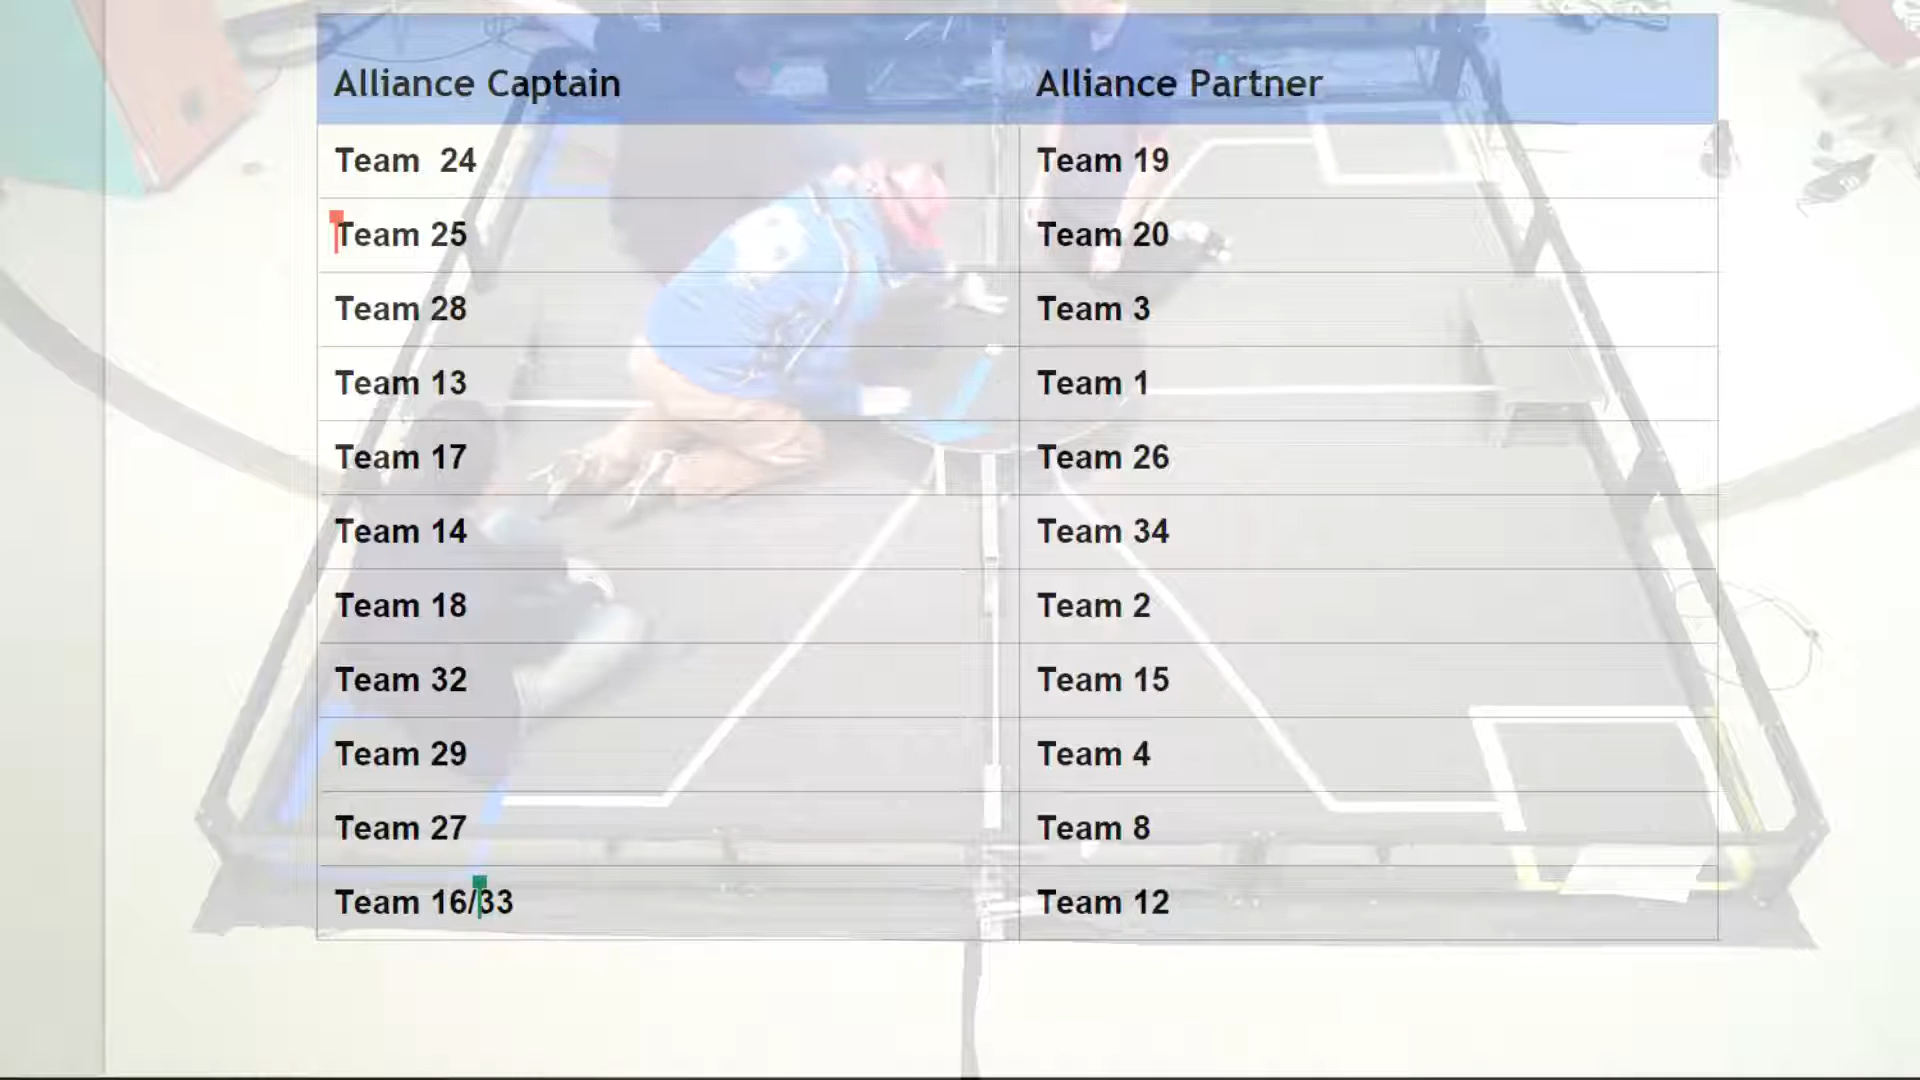 Alliance Captain Alliance Partner
Team 24 Team 19
Team 25 Team 20
Team 28 Team 3
Team 13 Team 1
Team 17 Team 26
Team 14 Team 34
Team 18 Team 2
Team 32 Team 15
Team 29 Team 4
Team 27 Team 8
Team 16/33 Team 12